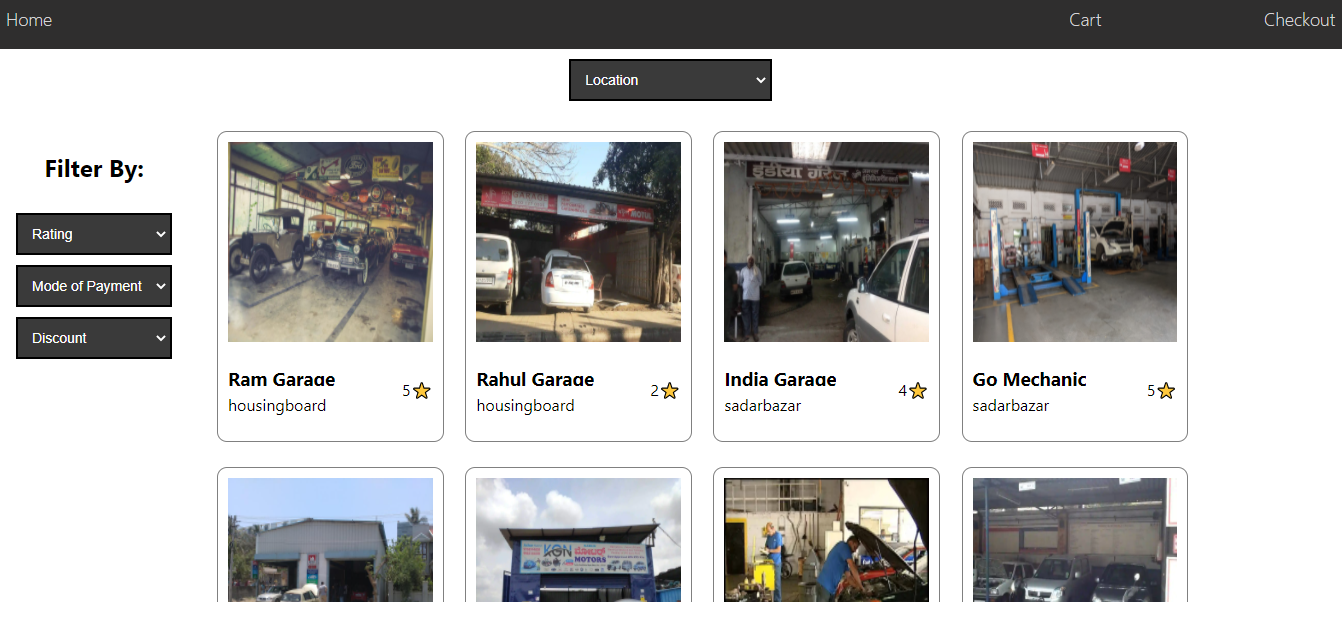 Home
Cart
Checkout
Location
Filter By:
Rating
Mode of Payment
Discount
इंडीया गॅरेज
MOTUL
Ram Garage
housingboard
5
Rahul Garage
housingboard
2
India Garage
sadarbazar
4
Go Mechanic
sadarbazar
5
KON
MOTORS